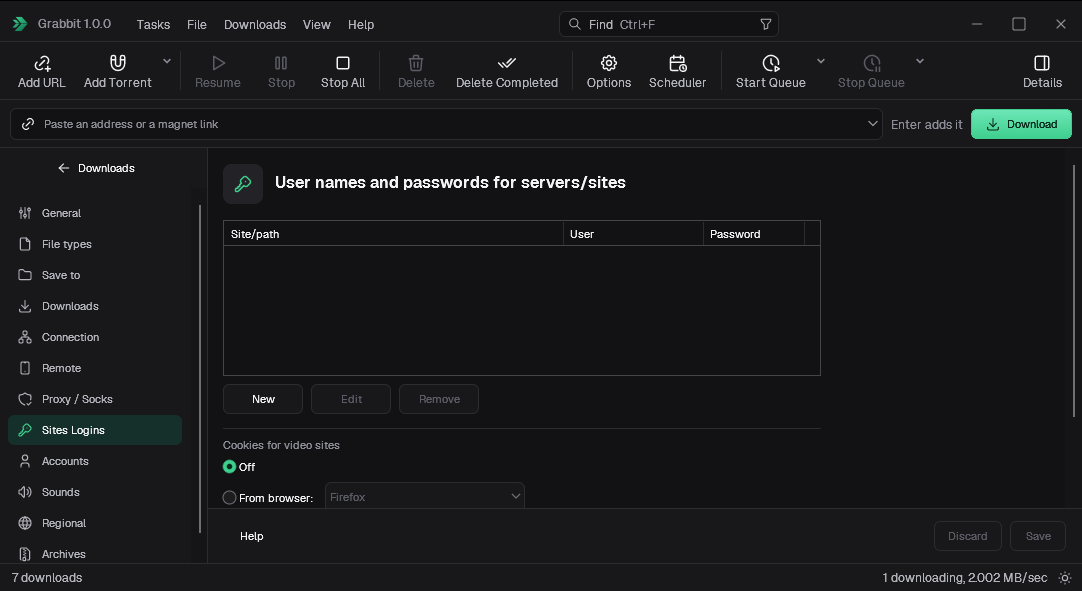 Grabbit 1.0.0
Tasks
File
Downloads
View
Help
Find Ctrl+F
Add URL
Add Torrent
Resume
Stop
Stop All
Delete
Delete Completed
Options
Scheduler
Start Queue
Stop Queue
Details
Paste an address or a magnet link
Enter adds it
Download
Downloads
General
File types
Save to
Downloads
Connection
Remote
Proxy / Socks
Sites Logins
Accounts
Sounds
Regional
Archives
User names and passwords for servers/sites
Site/path
User
Password
New
Edit
Remove
Cookies for video sites
Off
From browser:
Firefox
Help
Discard
Save
7 downloads
1 downloading, 2.002 MB/sec